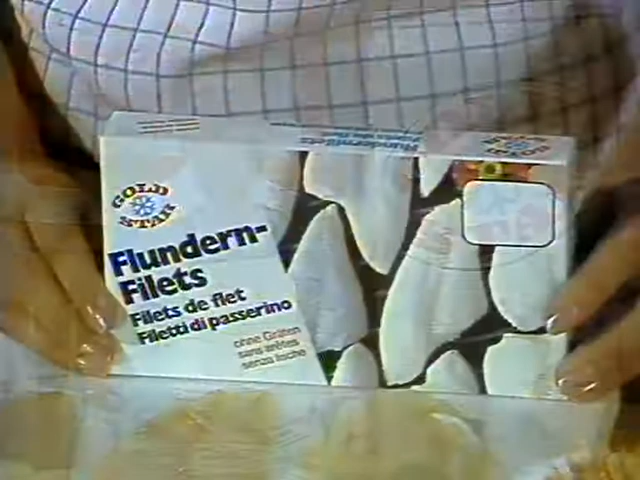 GOLD
STAR
Flundern-
Filets
Filets de flet
Filetti di passerino
ohne Gräten
sans arêtes
senza lische